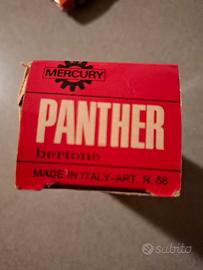 MERCURY
PANTHER
bertone
MADE IN ITALY-ART. N. 66
subito